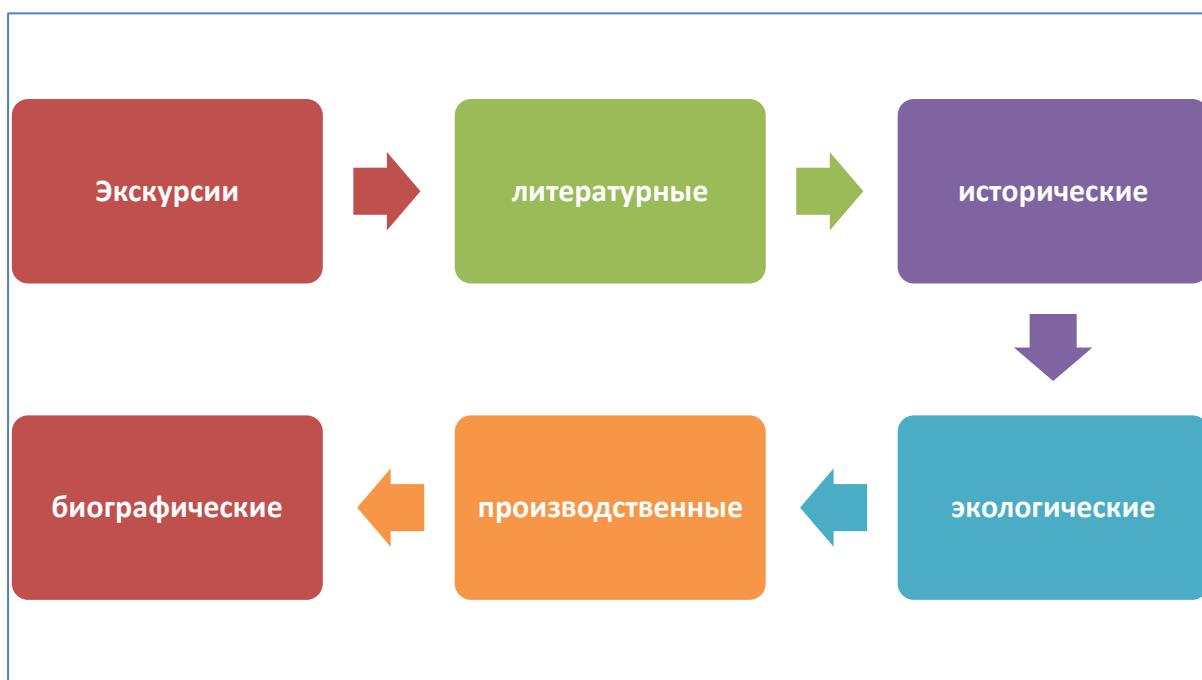 Экскурсии
литературные
исторические
экологические
производственные
биографические